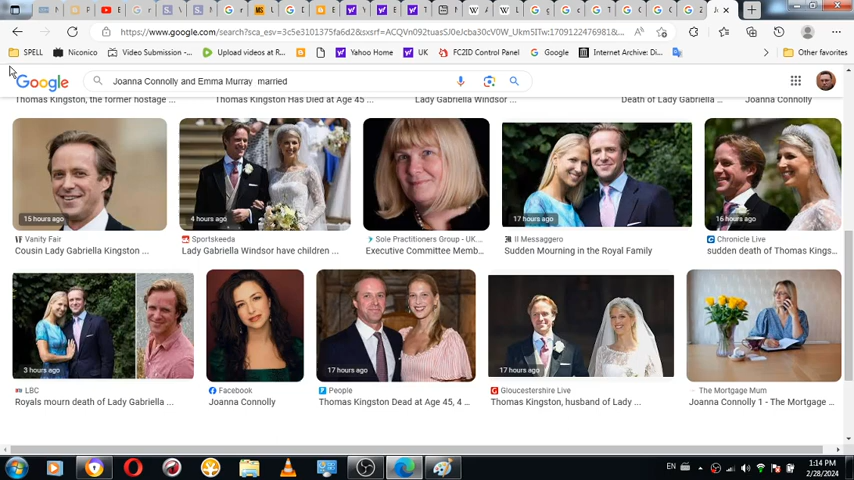 https://www.google.com/search?sca_esv=3c5e3101375fa6d2&sxsrf=ACQVn092tuasSJ0eJcba30cV0W_Ukm5ITw:1709122476981&...
SPELL Niconico Video Submission -... Upload videos at R... Yahoo Home UK FC2ID Control Panel Google Internet Archive: Di... Other favorites
Google Joanna Connolly and Emma Murray married
Thomas Kingston, the former hostage ... Thomas Kingston Has Died at Age 45 ... Lady Gabriella Windsor ... Death of Lady Gabriella ... Joanna Connolly
15 hours ago 4 hours ago 17 hours ago 16 hours ago
Vanity Fair Sportskeeda Sole Practitioners Group - UK... Il Messaggero Chronicle Live
Cousin Lady Gabriella Kingston ... Lady Gabriella Windsor have children ... Executive Committee Memb... Sudden Mourning in the Royal Family sudden death of Thomas Kings...
3 hours ago 17 hours ago 17 hours ago
LBC Facebook People Gloucestershire Live The Mortgage Mum
Royals mourn death of Lady Gabriella ... Joanna Connolly Thomas Kingston Dead at Age 45, 4 ... Thomas Kingston, husband of Lady ... Joanna Connolly 1 - The Mortgage ...
EN 1:14 PM
2/28/2024